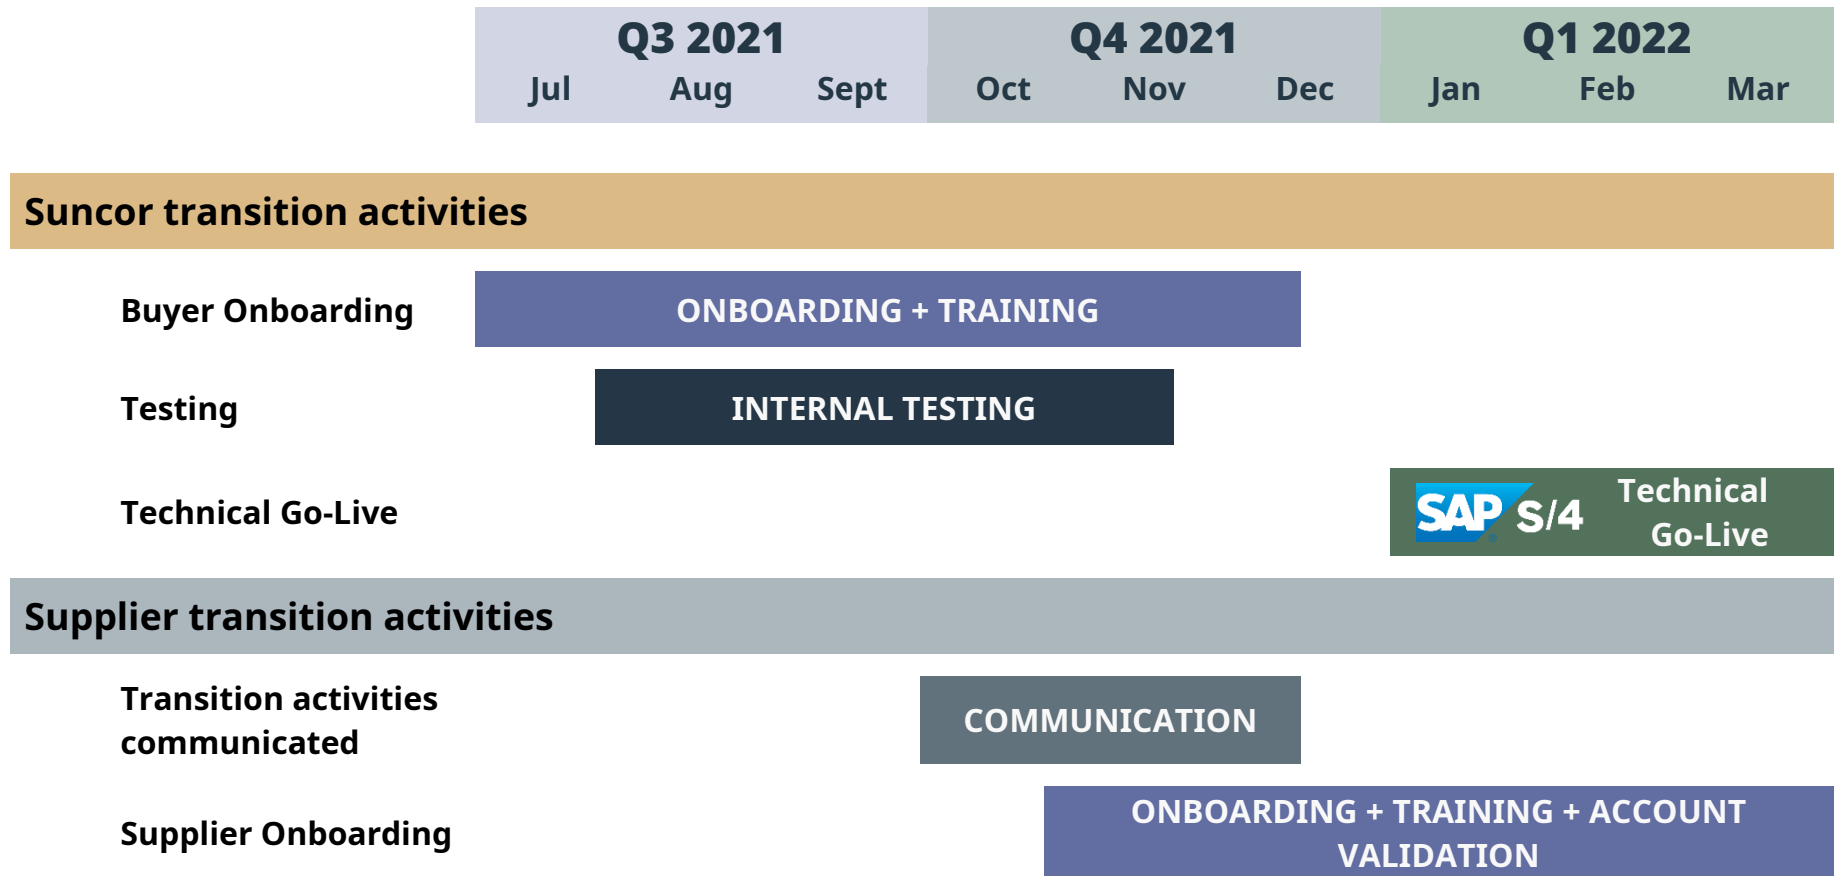 Q3 2021 Q4 2021 Q1 2022
Jul Aug Sept Oct Nov Dec Jan Feb Mar
Suncor transition activities
Buyer Onboarding ONBOARDING + TRAINING
Testing INTERNAL TESTING
Technical Go-Live
SAP S/4
Technical
Go-Live
Supplier transition activities
Transition activities
communicated
COMMUNICATION
Supplier Onboarding
ONBOARDING + TRAINING + ACCOUNT
VALIDATION